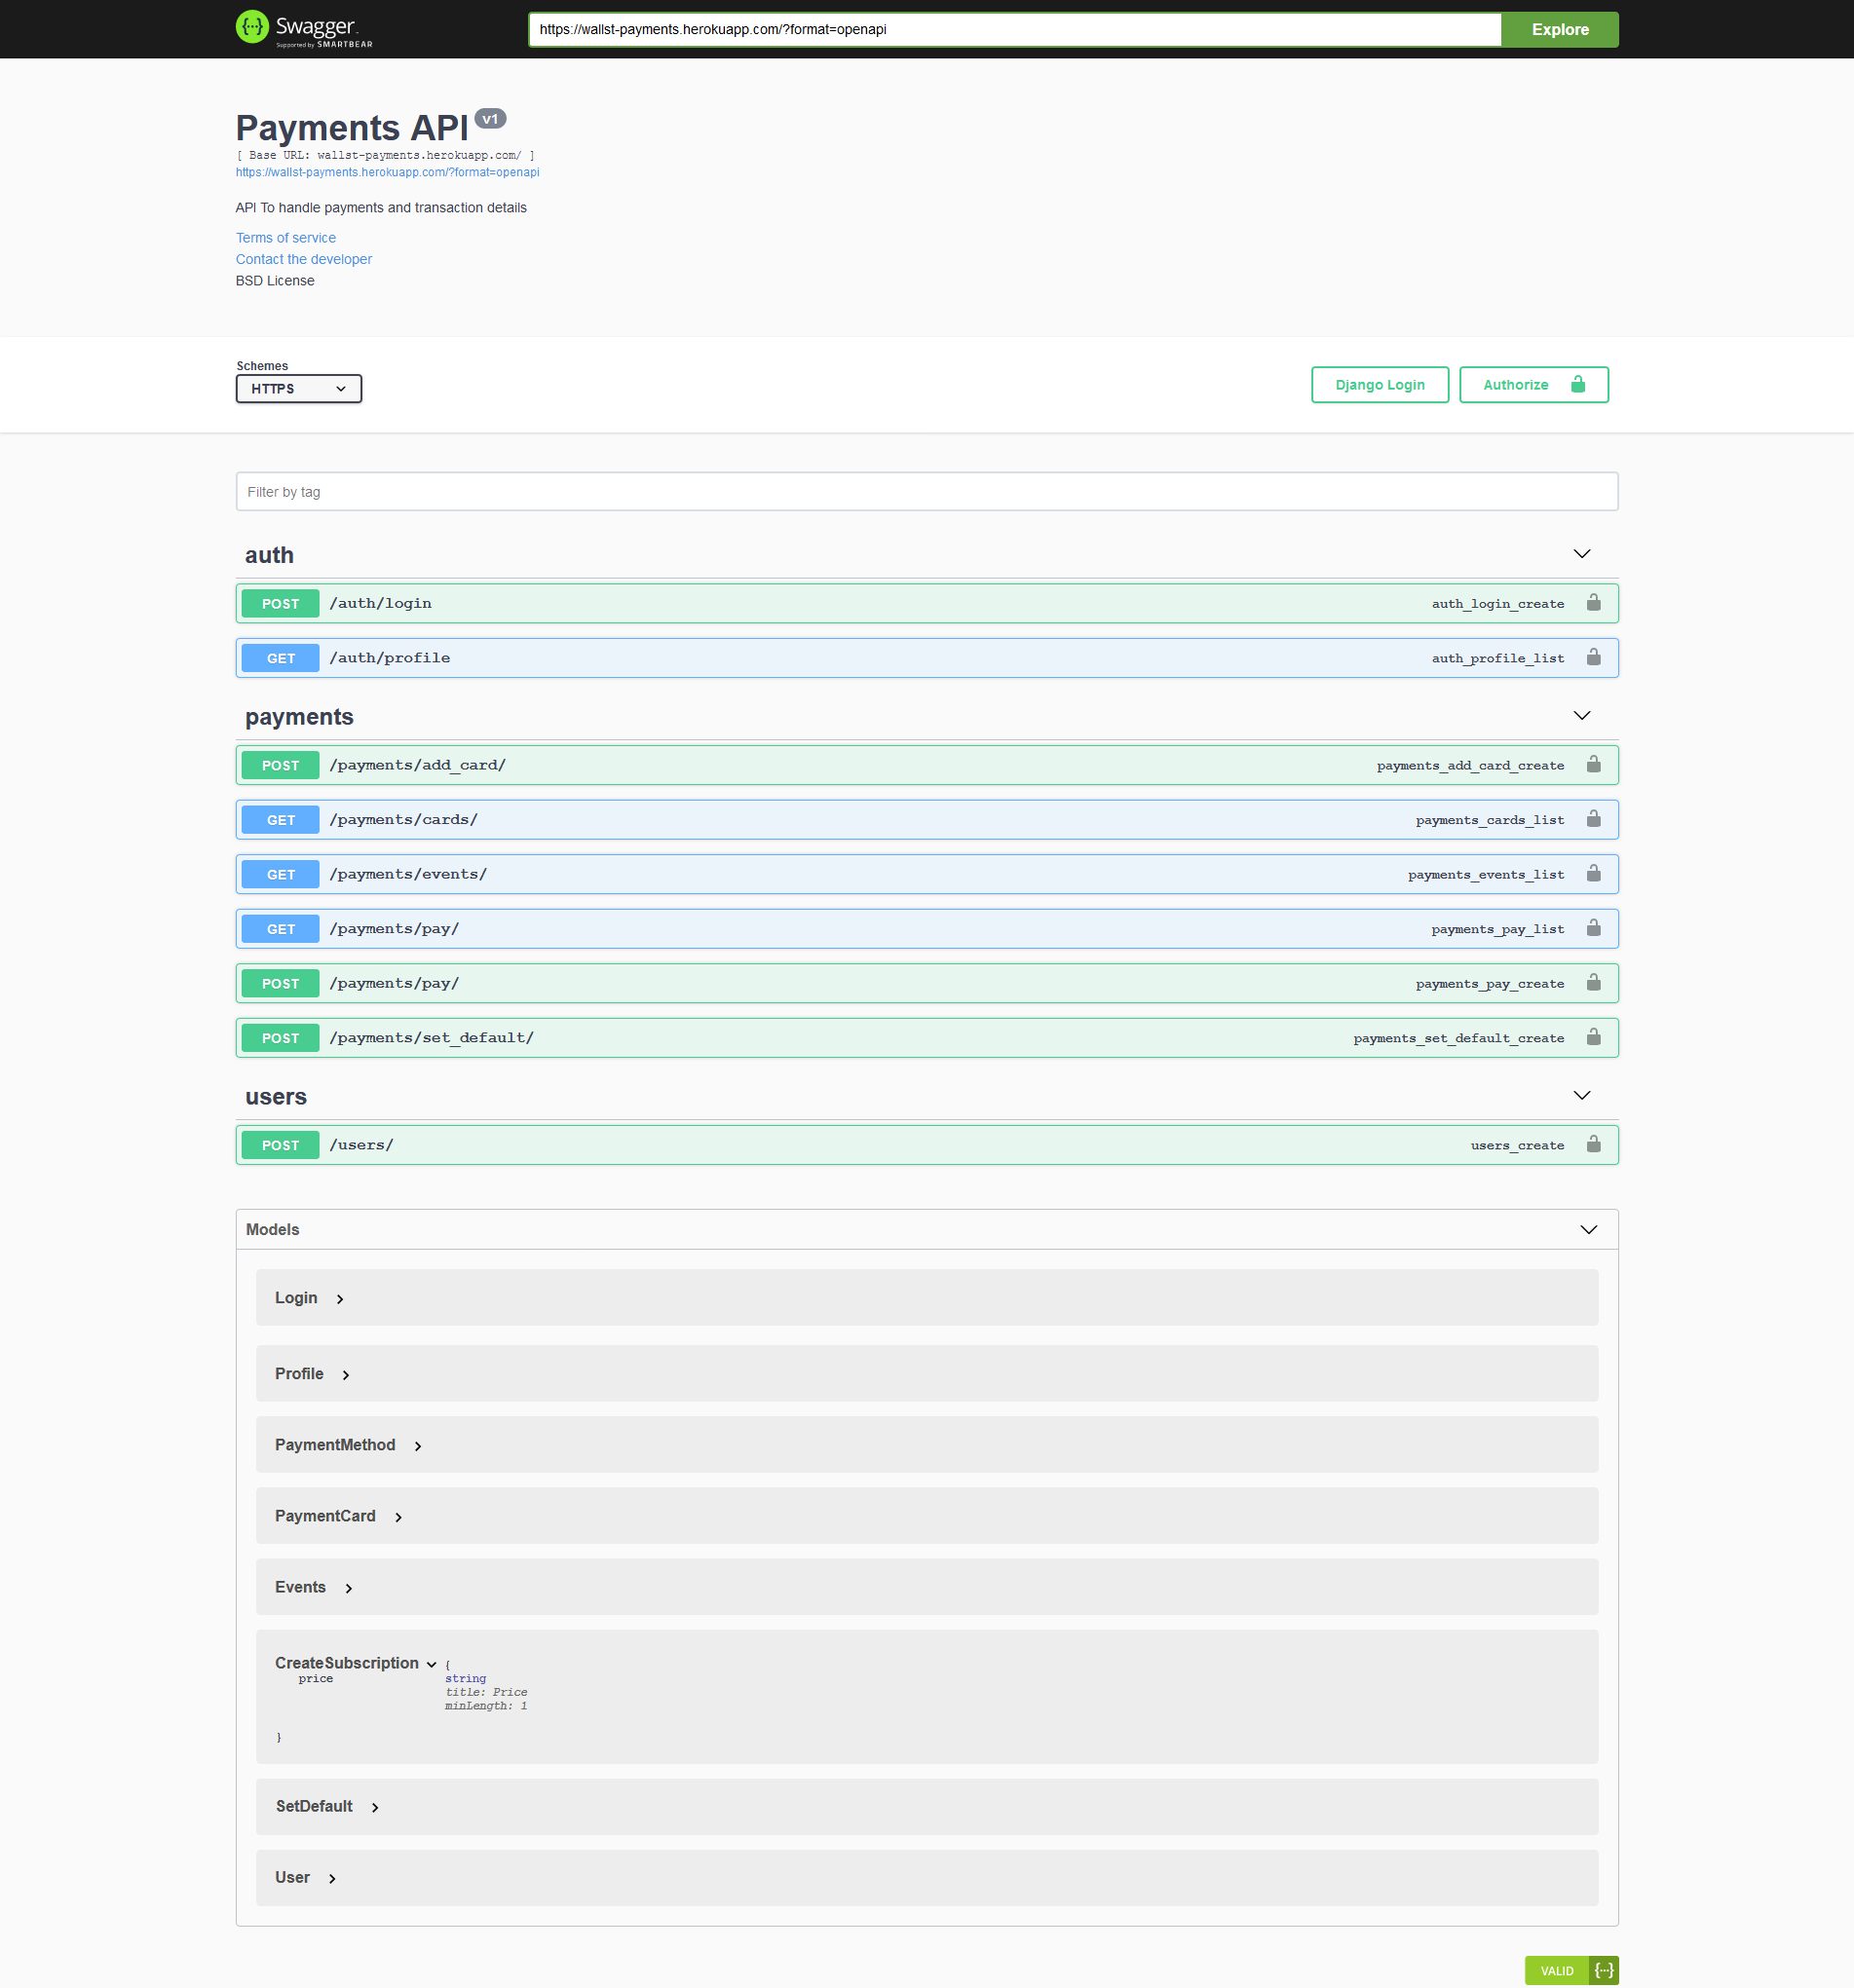 Swagger
Supported by SMARTBEAR
https://wallst-payments.herokuapp.com/?format=openapi
Explore
Payments API v1
[ Base URL: wallst-payments.herokuapp.com/ ]
https://wallst-payments.herokuapp.com/?format=openapi
API To handle payments and transaction details
Terms of service
Contact the developer
BSD License
Schemes
HTTPS
Django Login
Authorize
Filter by tag
auth
POST /auth/login auth_login_create
GET /auth/profile auth_profile_list
payments
POST /payments/add_card/ payments_add_card_create
GET /payments/cards/ payments_cards_list
GET /payments/events/ payments_events_list
GET /payments/pay/ payments_pay_list
POST /payments/pay/ payments_pay_create
POST /payments/set_default/ payments_set_default_create
users
POST /users/ users_create
Models
Login
Profile
PaymentMethod
PaymentCard
Events
CreateSubscription {
price string
title: Price
minLength: 1
}
SetDefault
User
VALID {···}